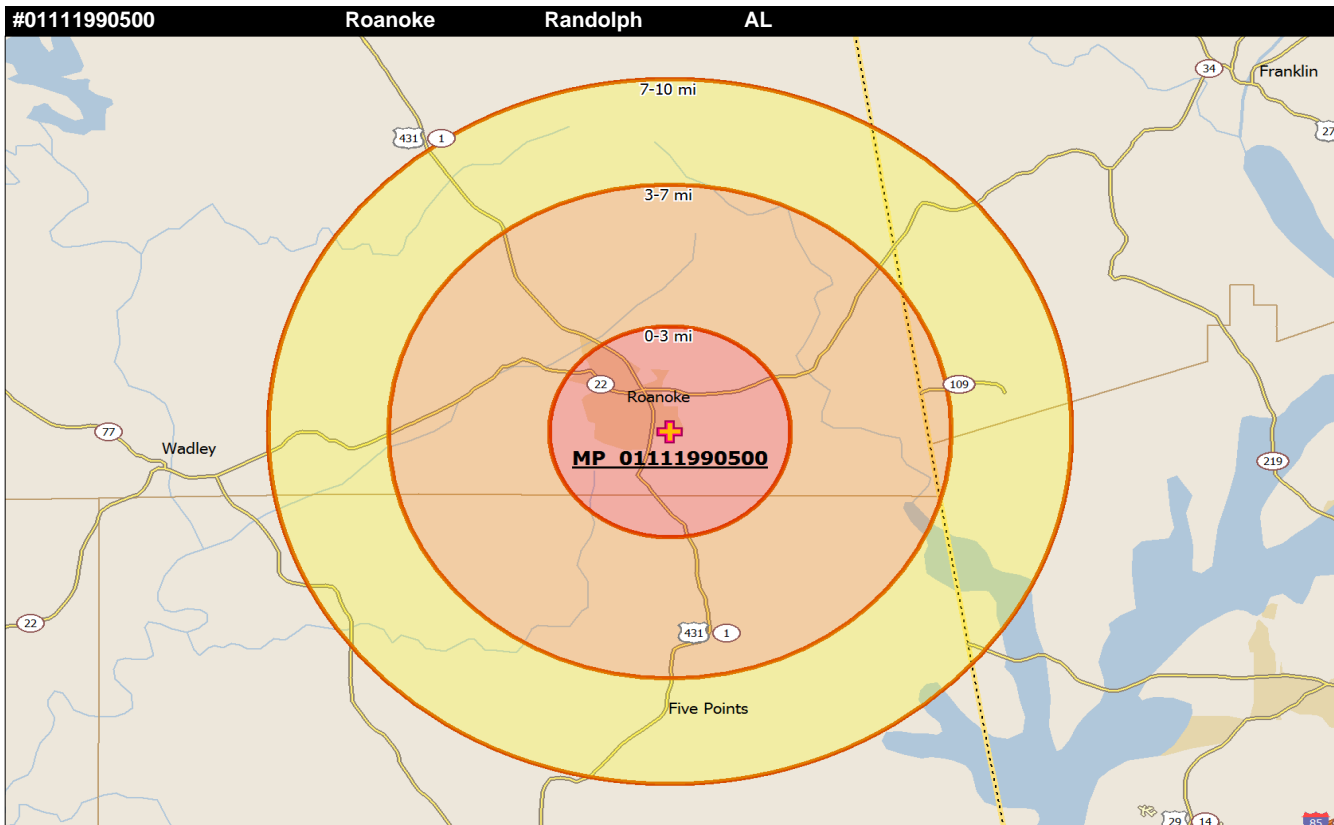 #01111990500 Roanoke Randolph AL
34
Franklin
27
7-10 mi
431 1
3-7 mi
0-3 mi
22
109
Roanoke
77
Wadley
MP 01111990500
219
22
431 1
Five Points
29 14
85